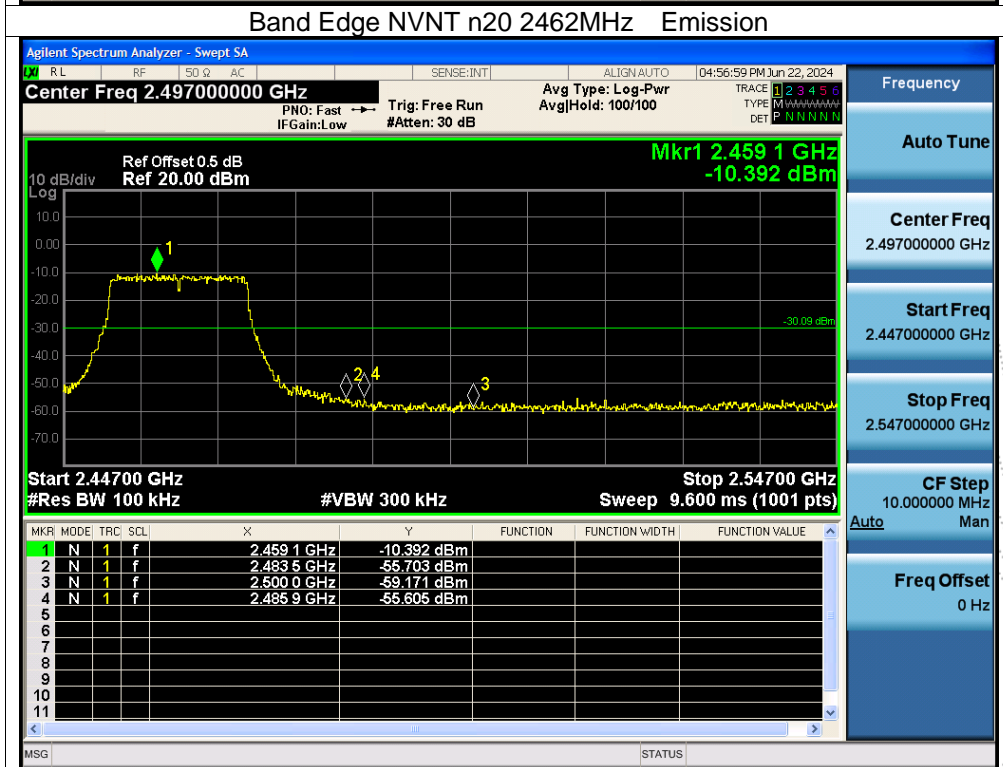 Band Edge NVNT n20 2462MHz Emission
Agilent Spectrum Analyzer - Swept SA
LXI RL RF 50 Ω AC SENSE:INT ALIGN AUTO 04:56:59 PM Jun 22, 2024
Center Freq 2.497000000 GHz
PNO: Fast
IFGain:Low
Trig: Free Run
#Atten: 30 dB
Avg Type: Log-Pwr
Avg|Hold: 100/100
TRACE 1 2 3 4 5 6
TYPE M W W W W W
DET P N N N N N
Frequency
Auto Tune
Center Freq
2.497000000 GHz
Start Freq
2.447000000 GHz
Stop Freq
2.547000000 GHz
CF Step
10.000000 MHz
Auto Man
Freq Offset
0 Hz
Mkr1 2.459 1 GHz
-10.392 dBm
Ref Offset 0.5 dB
10 dB/div Ref 20.00 dBm
Log
10.0
0.00
-10.0
-20.0
-30.0
-40.0
-50.0
-60.0
-70.0
1
-30.09 dBm
2 4
3
Start 2.44700 GHz Stop 2.54700 GHz
#Res BW 100 kHz #VBW 300 kHz Sweep 9.600 ms (1001 pts)
MKR MODE TRC SCL X Y FUNCTION FUNCTION WIDTH FUNCTION VALUE
1 N 1 f 2.459 1 GHz -10.392 dBm
2 N 1 f 2.483 5 GHz -55.703 dBm
3 N 1 f 2.500 0 GHz -59.171 dBm
4 N 1 f 2.485 9 GHz -55.605 dBm
5
6
7
8
9
10
11
MSG STATUS